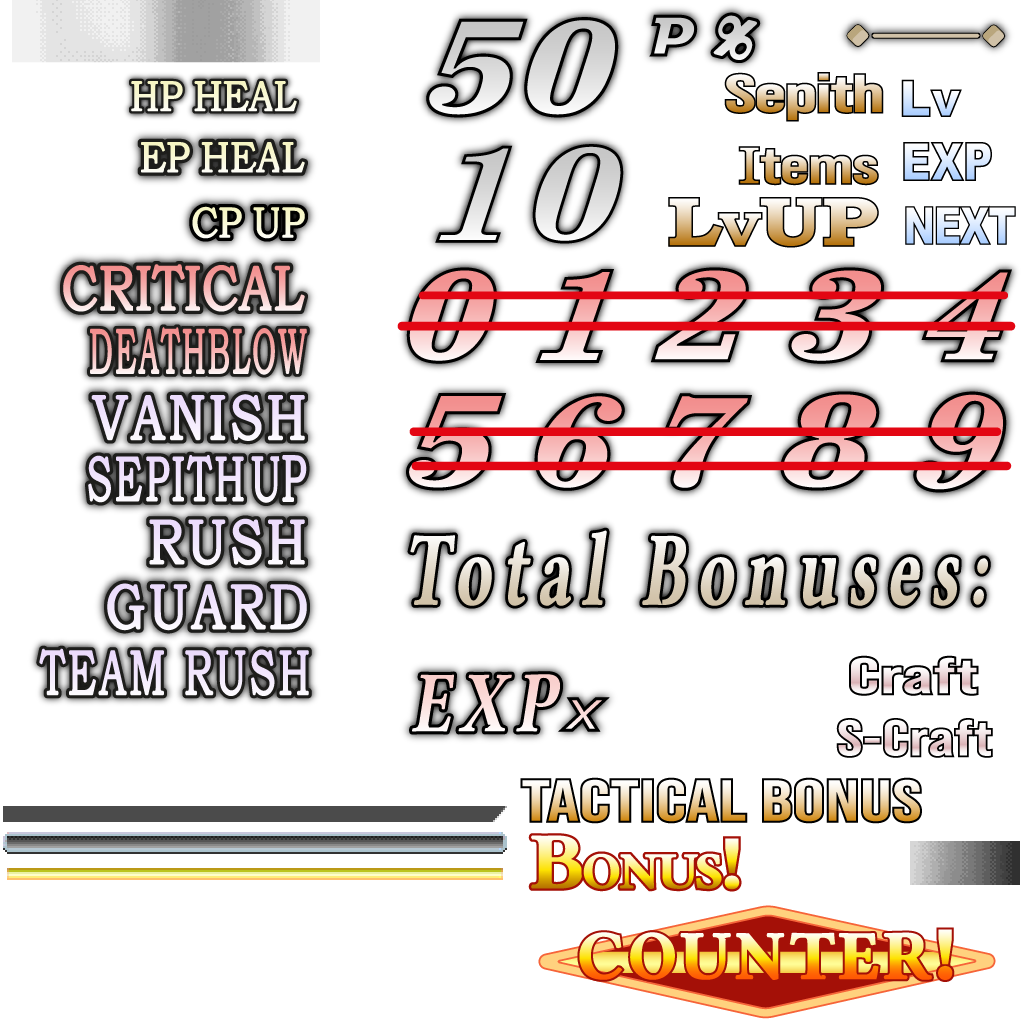 HP HEAL
EP HEAL
CP UP
CRITICAL
DEATHBLOW
VANISH
SEPITH UP
RUSH
GUARD
TEAM RUSH
50 P %
10
Sepith Lv
Items EXP
LvUP NEXT
0 1 2 3 4
5 6 7 8 9
Total Bonuses:
EXP×
Craft
S-Craft
TACTICAL BONUS
BONUS!
COUNTER!